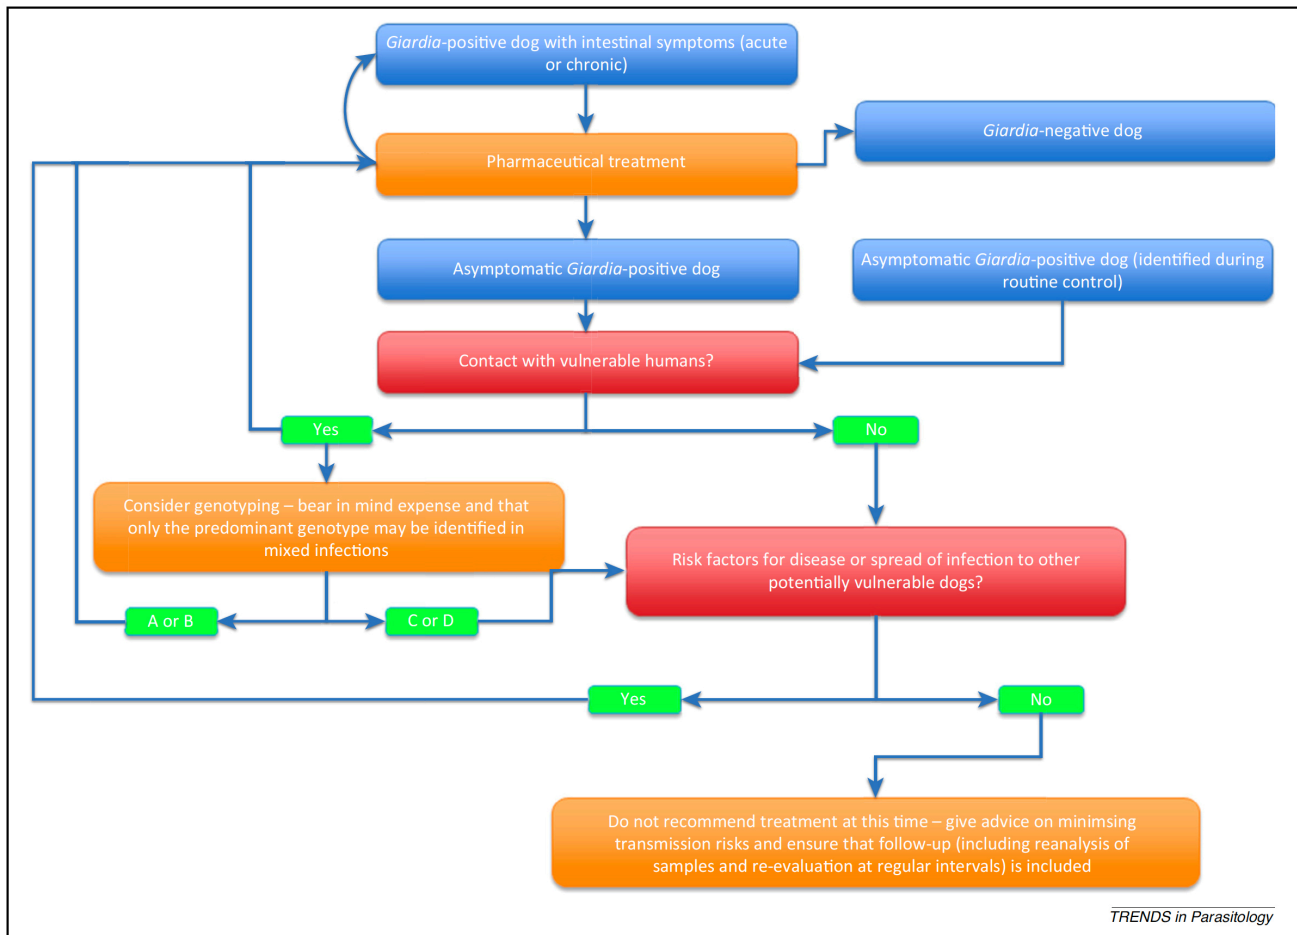 Giardia-positive dog with intestinal symptoms (acute
or chronic)
Giardia-negative dog
Pharmaceutical treatment
Asymptomatic Giardia-positive dog
Asymptomatic Giardia-positive dog (identified during
routine control)
Contact with vulnerable humans?
Yes
No
Consider genotyping – bear in mind expense and that
only the predominant genotype may be identified in
mixed infections
Risk factors for disease or spread of infection to other
potentially vulnerable dogs?
A or B
C or D
Yes
No
Do not recommend treatment at this time – give advice on minimsing
transmission risks and ensure that follow-up (including reanalysis of
samples and re-evaluation at regular intervals) is included
TRENDS in Parasitology